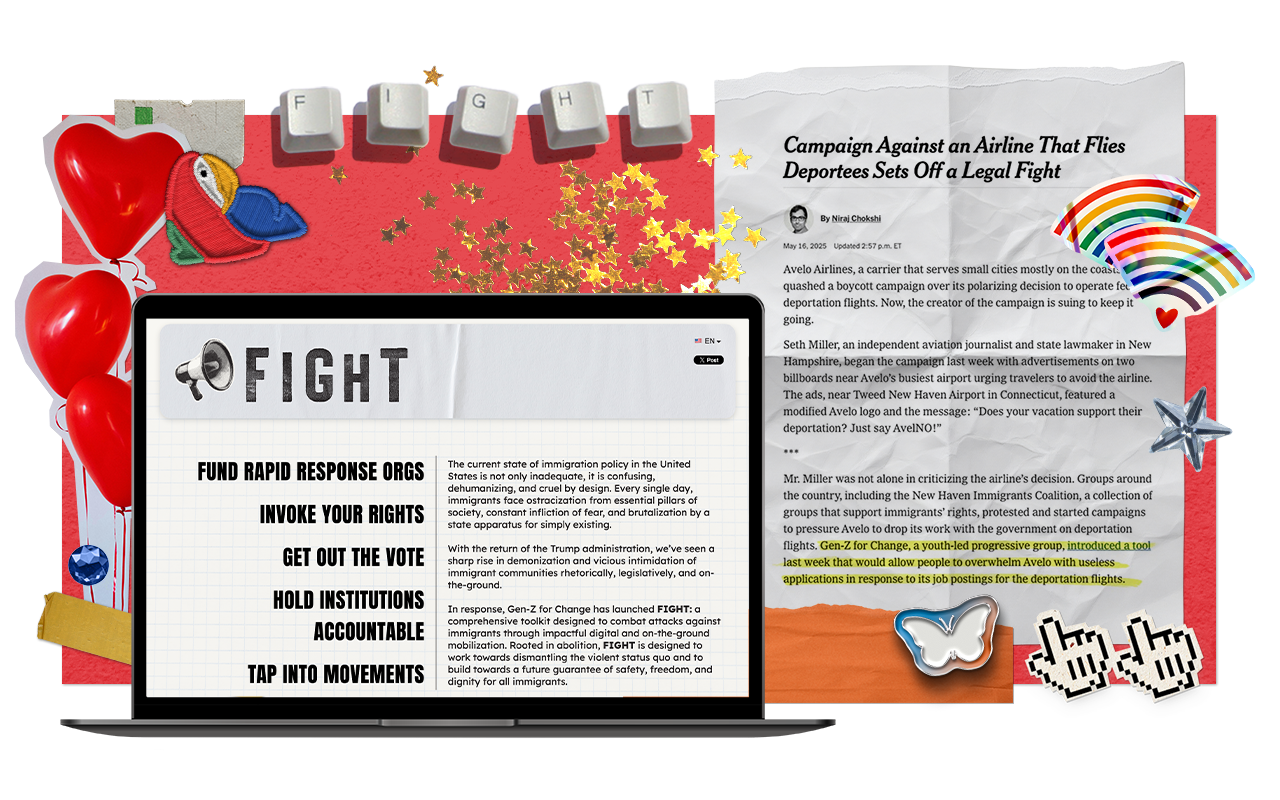 F I G H T
Campaign Against an Airline That Flies
Deportees Sets Off a Legal Fight
By Niraj Chokshi
May 16, 2025 Updated 2:57 p.m. ET
Avelo Airlines, a carrier that serves small cities mostly on the coasts,
quashed a boycott campaign over its polarizing decision to operate
deportation flights. Now, the creator of the campaign is suing to keep it
going.
Seth Miller, an independent aviation journalist and state lawmaker in New
Hampshire, began the campaign last week with advertisements on two
billboards near Avelo's busiest airport urging travelers to avoid the airline.
The ads, near Tweed New Haven Airport in Connecticut, featured a
modified Avelo logo and the message: “Does your vacation support their
deportation? Just say AvelNO!”
***
Mr. Miller was not alone in criticizing the airline's decision. Groups around
the country, including the New Haven Immigrants Coalition, a collection of
groups that support immigrants' rights, protested and started campaigns
to pressure Avelo to drop its work with the government on deportation
flights. Gen-Z for Change, a youth-led progressive group, introduced a tool
last week that would allow people to overwhelm Avelo with useless
applications in response to its job postings for the deportation flights.
FIGHT
EN
X Post
FUND RAPID RESPONSE ORGS
INVOKE YOUR RIGHTS
GET OUT THE VOTE
HOLD INSTITUTIONS
ACCOUNTABLE
TAP INTO MOVEMENTS
The current state of immigration policy in the United
States is not only inadequate, it is confusing,
dehumanizing, and cruel by design. Every single day,
immigrants face ostracization from essential pillars of
society, constant infliction of fear, and brutalization by a
state apparatus for simply existing.
With the return of the Trump administration, we've seen a
sharp rise in demonization and vicious intimidation of
immigrant communities rhetorically, legislatively, and on-
the-ground.
In response, Gen-Z for Change has launched FIGHT: a
comprehensive toolkit designed to combat attacks against
immigrants through impactful digital and on-the-ground
mobilization. Rooted in abolition, FIGHT is designed to
work towards dismantling the violent status quo and to
build towards a future guarantee of safety, freedom, and
dignity for all immigrants.